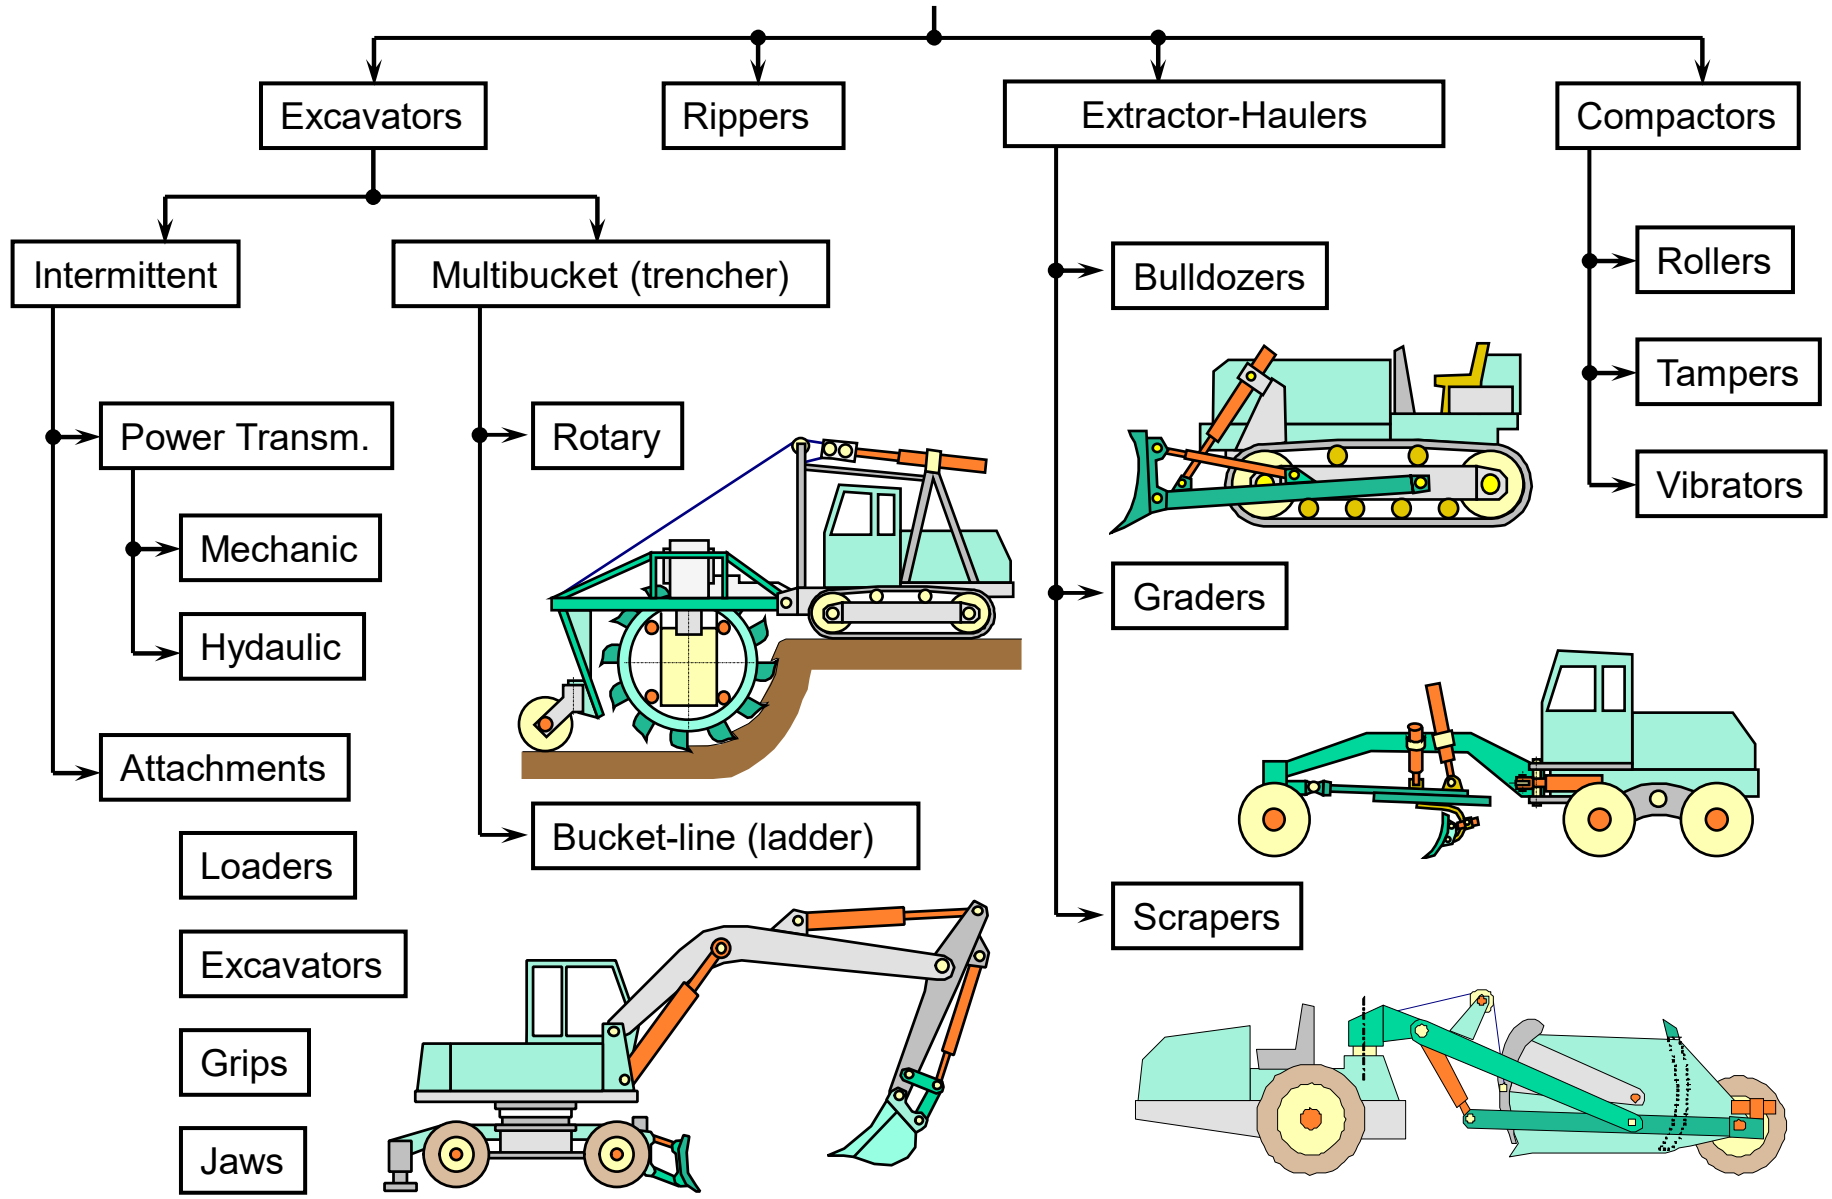 Excavators
Rippers
Extractor-Haulers
Compactors
Intermittent
Multibucket (trencher)
Bulldozers
Rollers
Tampers
Power Transm.
Rotary
Vibrators
Mechanic
Graders
Hydaulic
Attachments
Bucket-line (ladder)
Loaders
Scrapers
Excavators
Grips
Jaws